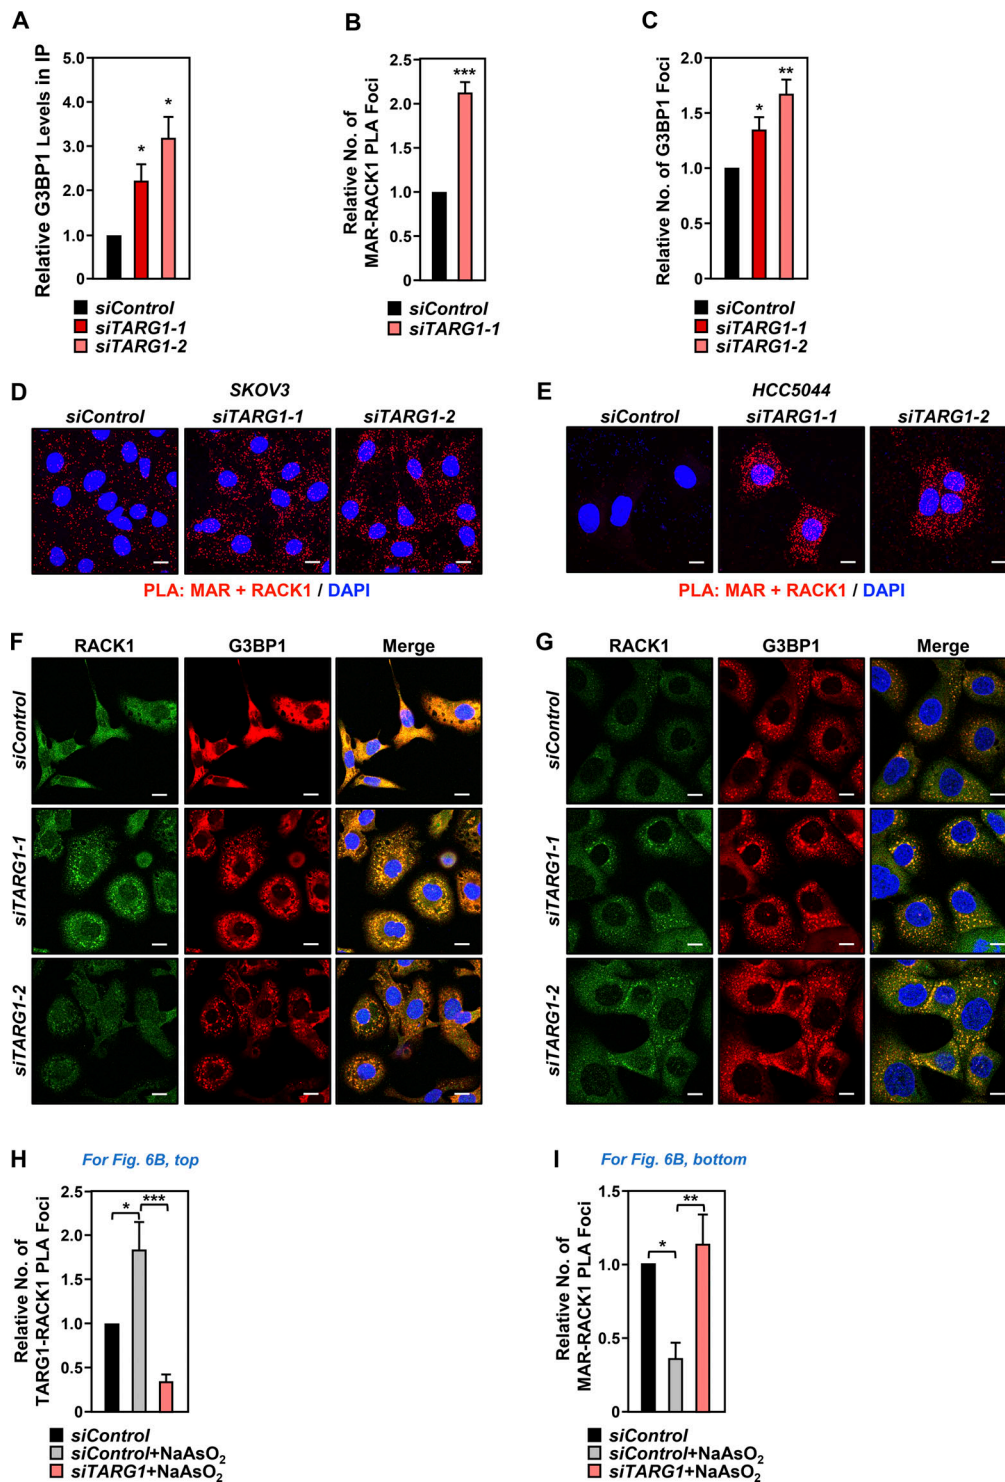 A
Relative G3BP1 Levels in IP
5.0
4.0
3.0
2.0
1.0
0
*
*
siControl
siTARG1-1
siTARG1-2
B
Relative No. of
MAR-RACK1 PLA Foci
2.5
2.0
1.5
1.0
0.5
0
***
siControl
siTARG1-1
C
Relative No. of G3BP1 Foci
2.0
1.5
1.0
0.5
0
*
**
siControl
siTARG1-1
siTARG1-2
D
SKOV3
siControl
siTARG1-1
siTARG1-2
PLA: MAR + RACK1 / DAPI
E
HCC5044
siControl
siTARG1-1
siTARG1-2
PLA: MAR + RACK1 / DAPI
F
RACK1
G3BP1
Merge
siControl
siTARG1-1
siTARG1-2
G
RACK1
G3BP1
Merge
siControl
siTARG1-1
siTARG1-2
H
For Fig. 6B, top
Relative No. of
TARG1-RACK1 PLA Foci
2.5
2.0
1.5
1.0
0.5
0
*
***
siControl
siControl+NaAsO₂
siTARG1+NaAsO₂
I
For Fig. 6B, bottom
Relative No. of
MAR-RACK1 PLA Foci
1.5
1.0
0.5
0
*
**
siControl
siControl+NaAsO₂
siTARG1+NaAsO₂